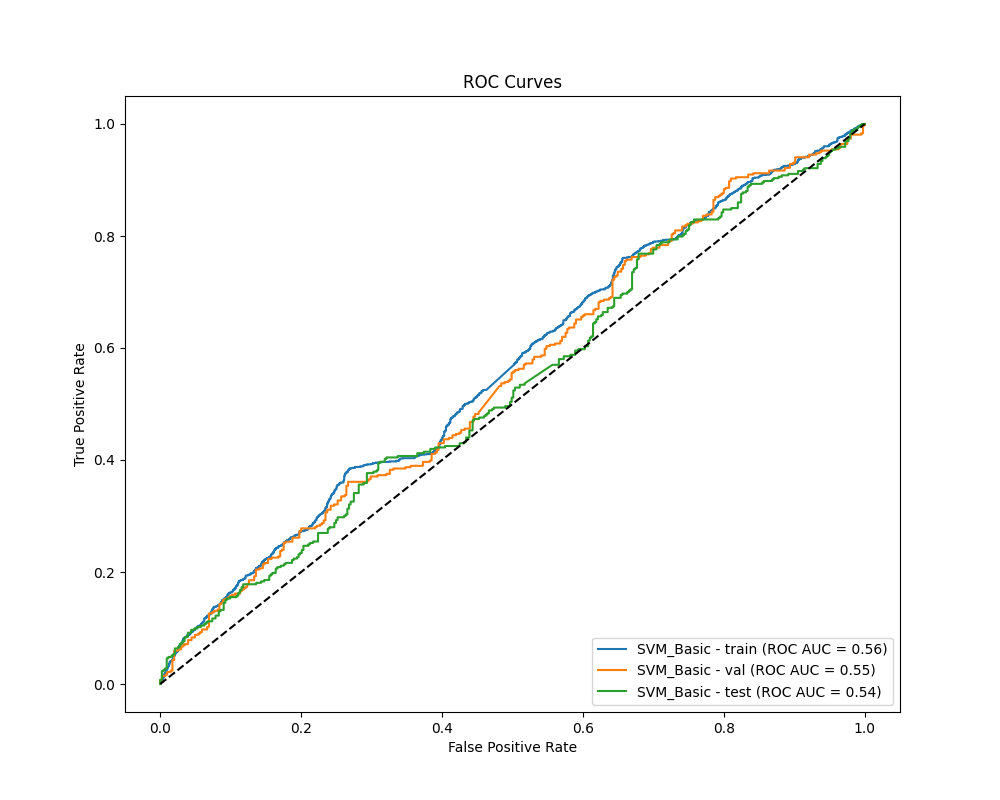 ROC Curves
1.0
0.8
0.6
0.4
0.2
0.0
True Positive Rate
SVM_Basic - train (ROC AUC = 0.56)
SVM_Basic - val (ROC AUC = 0.55)
SVM_Basic - test (ROC AUC = 0.54)
0.0 0.2 0.4 0.6 0.8 1.0
False Positive Rate